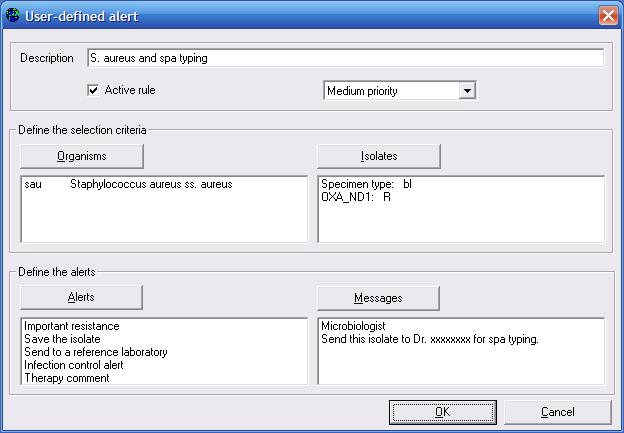 User-defined alert
Description S. aureus and spa typing
Active rule Medium priority
Define the selection criteria
Organisms Isolates
sau Staphylococcus aureus ss. aureus
Specimen type: bl
OXA_ND1: R
Define the alerts
Alerts Messages
Important resistance
Save the isolate
Send to a reference laboratory
Infection control alert
Therapy comment
Microbiologist
Send this isolate to Dr. xxxxxxxx for spa typing.
OK Cancel